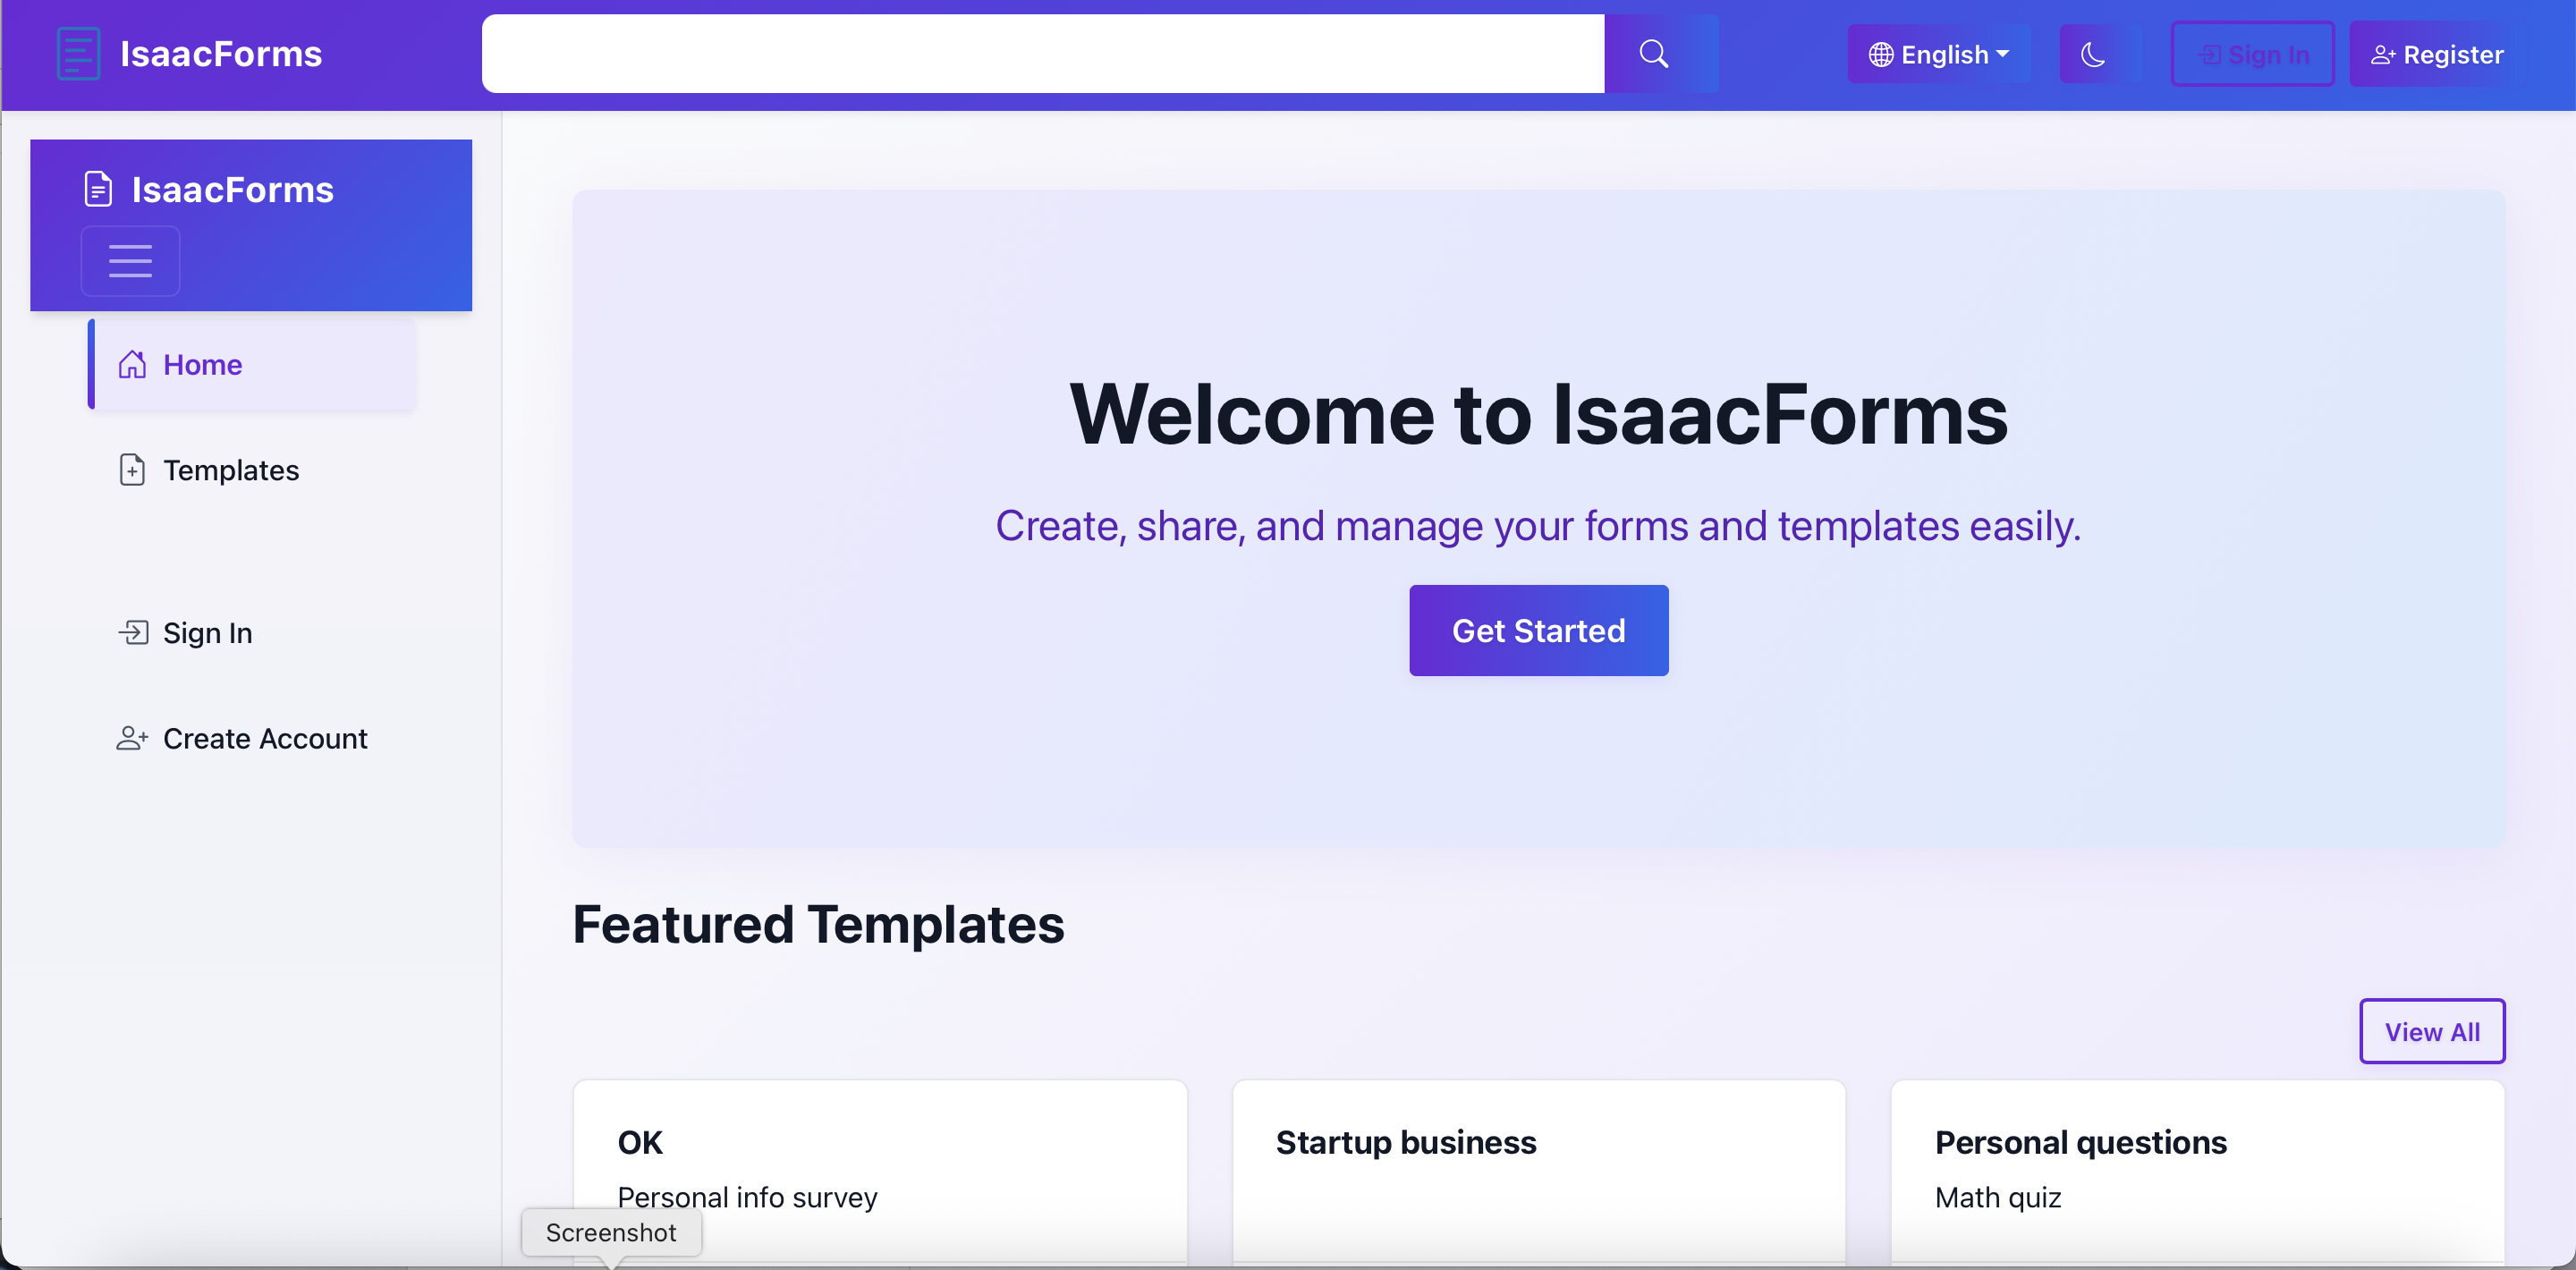 IsaacForms
English
Sign In
Register
IsaacForms
Home
Templates
Sign In
Create Account
Welcome to IsaacForms
Create, share, and manage your forms and templates easily.
Get Started
Featured Templates
View All
OK
Personal info survey
Startup business
Personal questions
Math quiz
Screenshot